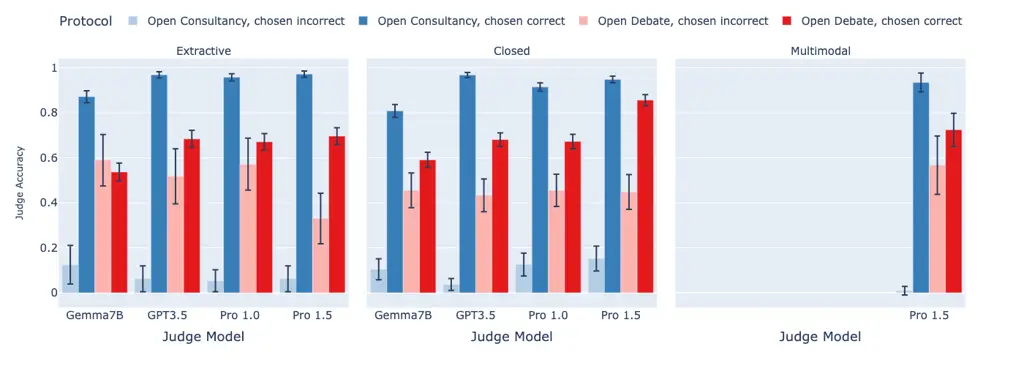 Protocol Open Consultancy, chosen incorrect Open Consultancy, chosen correct Open Debate, chosen incorrect Open Debate, chosen correct
Extractive Closed Multimodal
Judge Accuracy
1
0.8
0.6
0.4
0.2
0
Gemma7B GPT3.5 Pro 1.0 Pro 1.5 Gemma7B GPT3.5 Pro 1.0 Pro 1.5 Pro 1.5
Judge Model Judge Model Judge Model